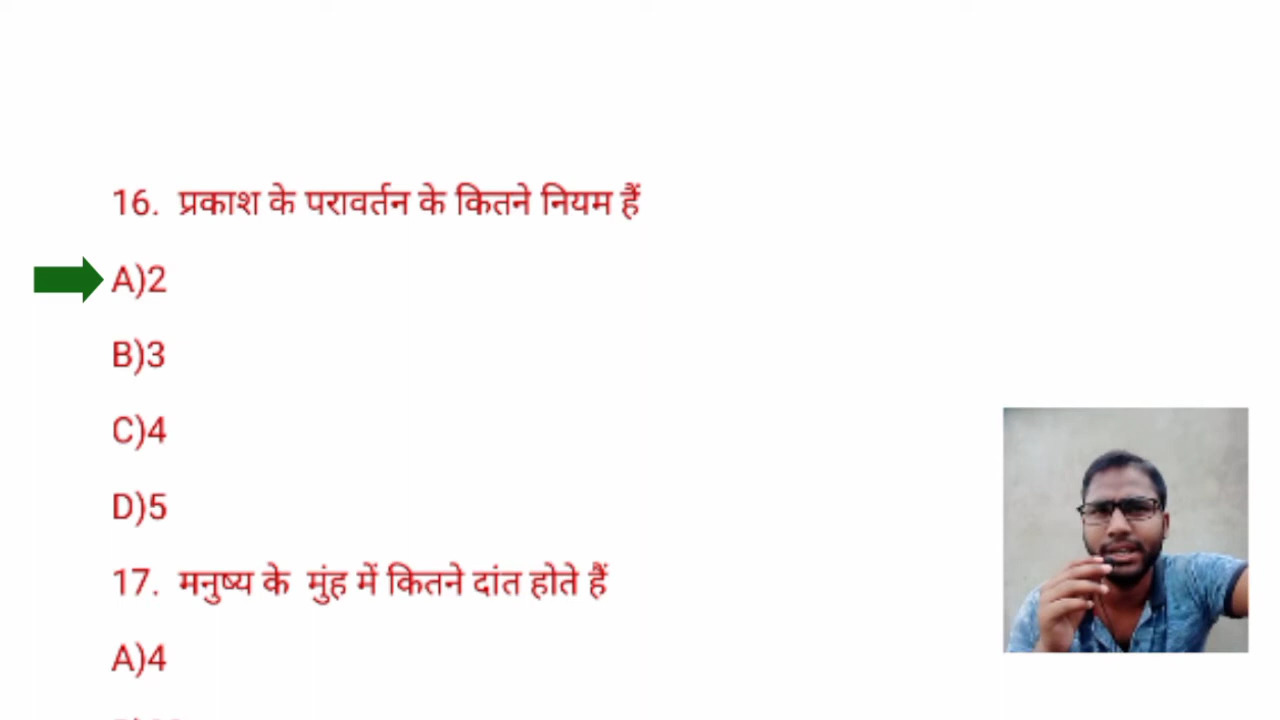 16. प्रकाश के परावर्तन के कितने नियम हैं
A)2
B)3
C)4
D)5
17. मनुष्य के मुंह में कितने दांत होते हैं
A)4